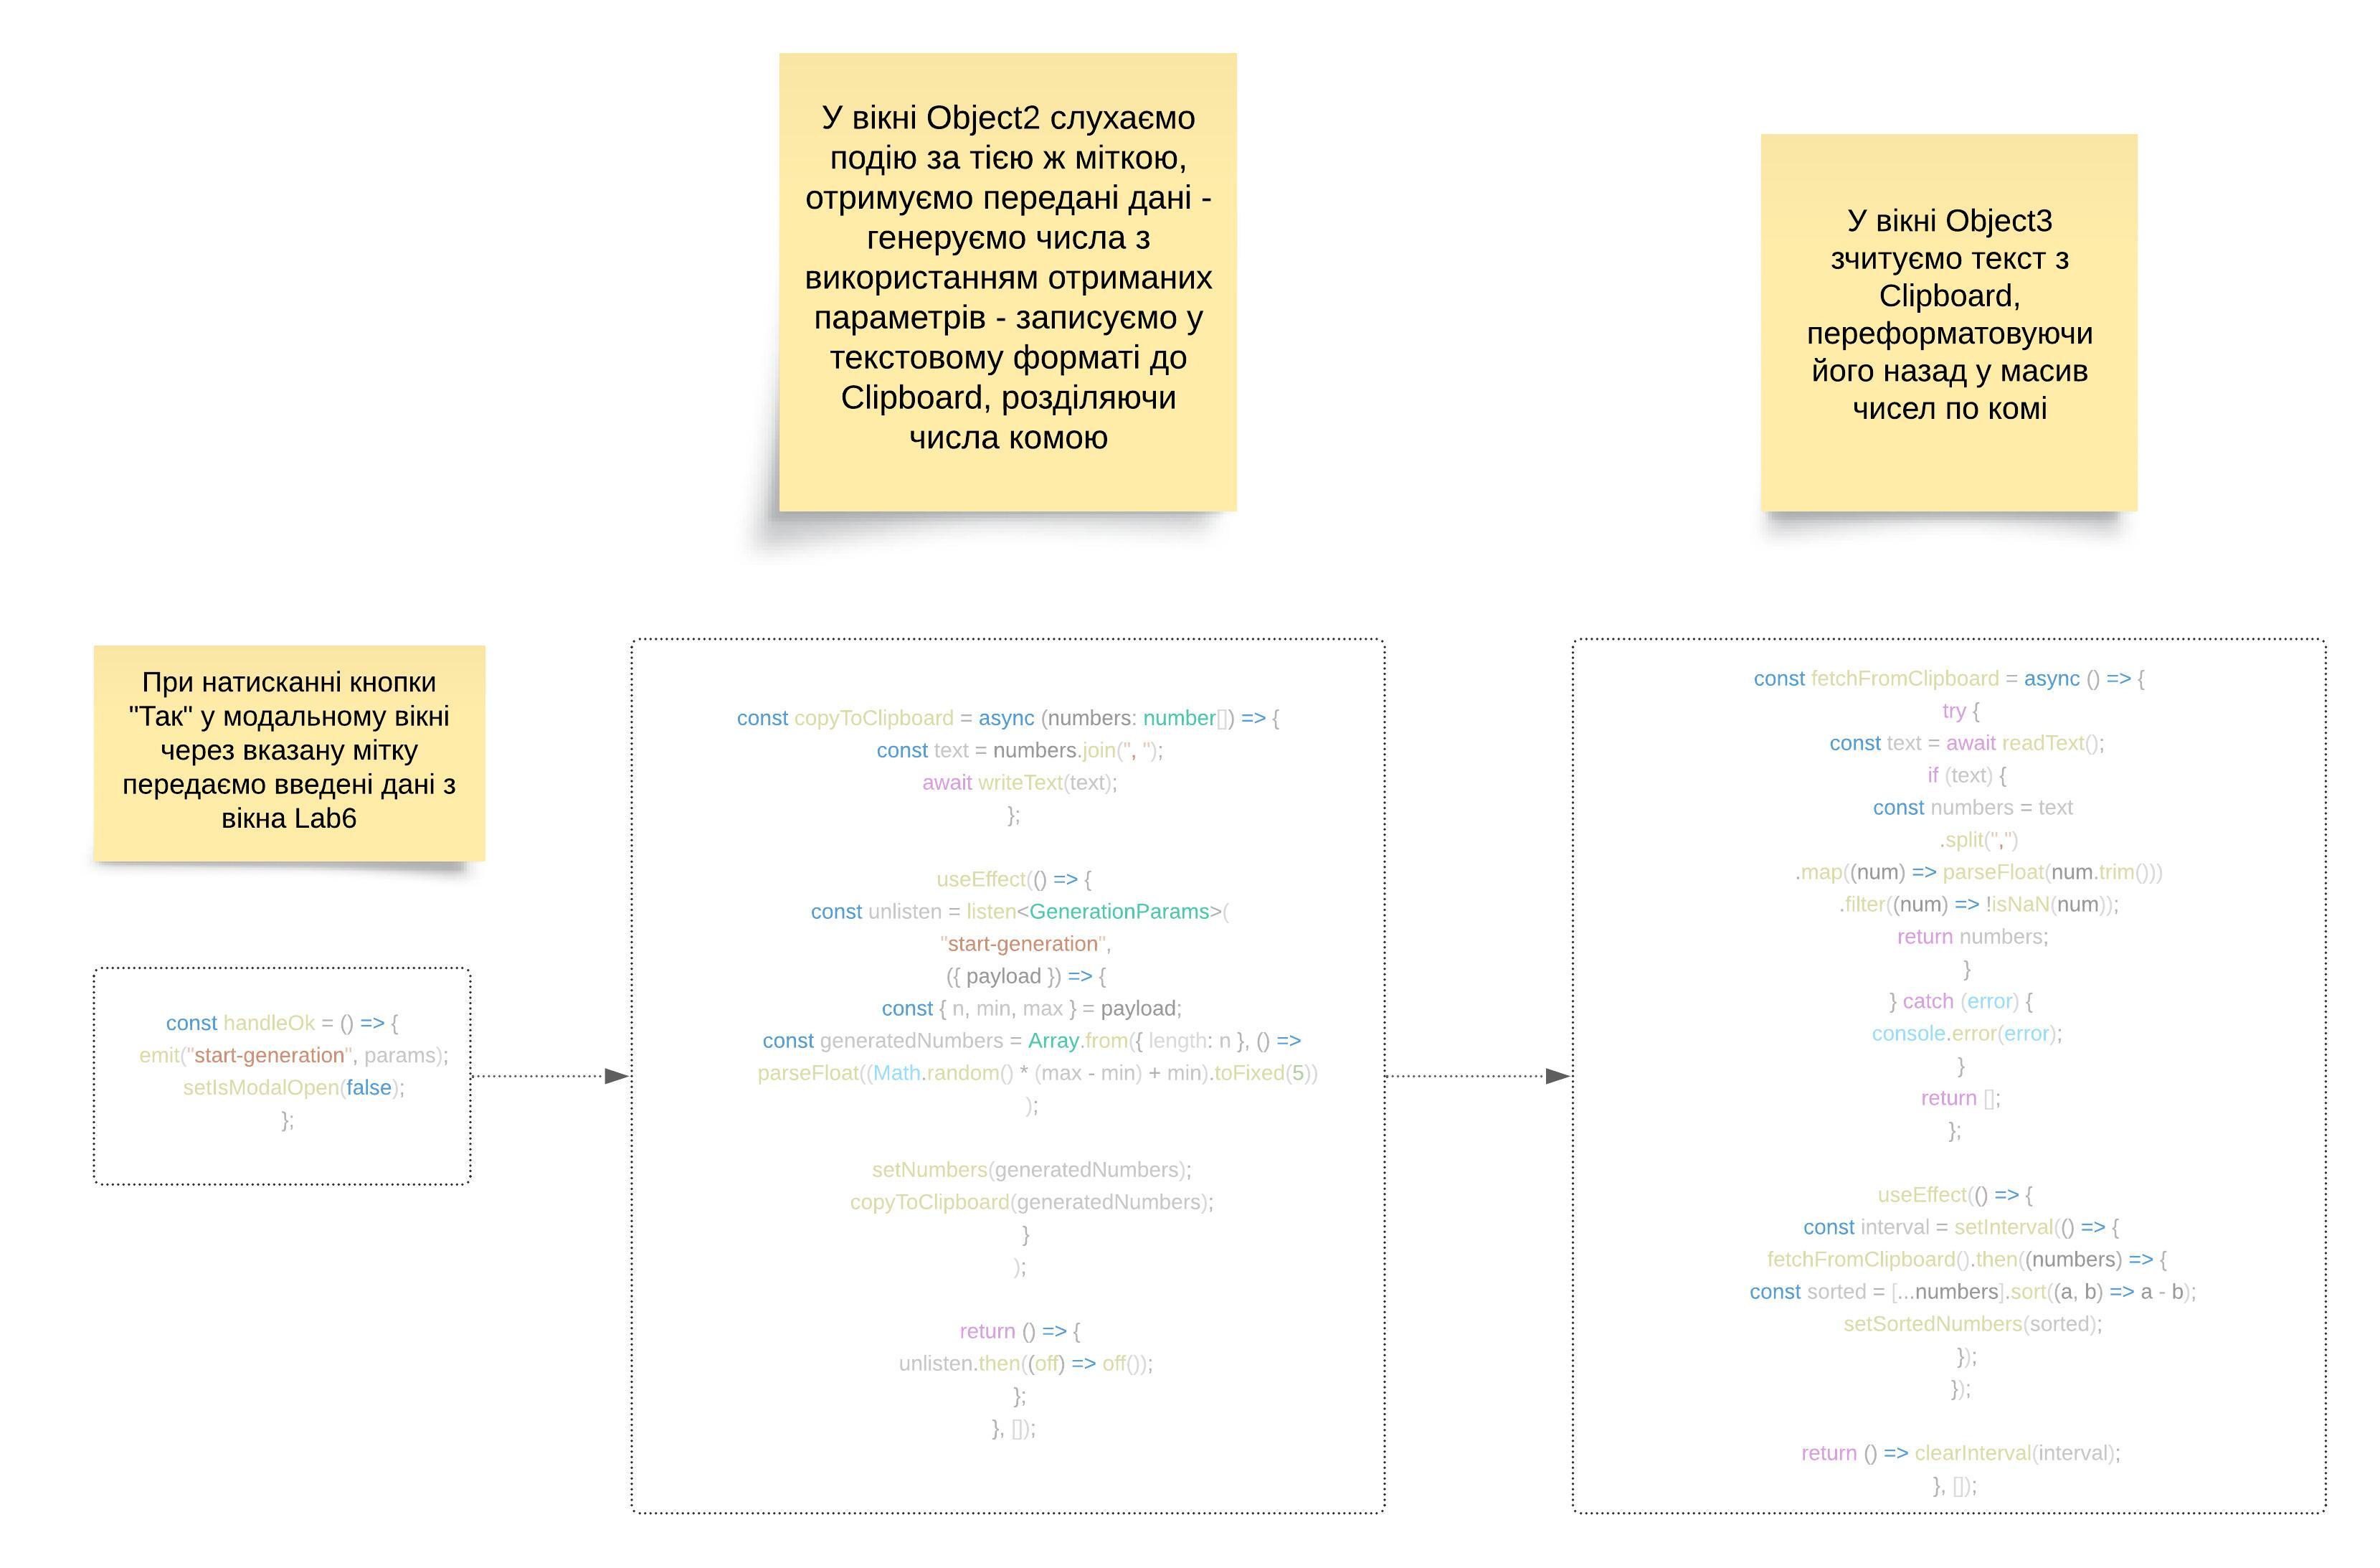 У вікні Object2 слухаємо
подію за тією ж міткою,
отримуємо передані дані -
генеруємо числа з
використанням отриманих
параметрів - записуємо у
текстовому форматі до
Clipboard, розділяючи
числа комою
У вікні Object3
зчитуємо текст з
Clipboard,
переформатовуючи
його назад у масив
чисел по комі
При натисканні кнопки
"Так" у модальному вікні
через вказану мітку
передаємо введені дані з
вікна Lab6
const handleOk = () => {
emit("start-generation", params);
setIsModalOpen(false);
};
const copyToClipboard = async (numbers: number[]) => {
const text = numbers.join(", ");
await writeText(text);
};
useEffect(() => {
const unlisten = listen<GenerationParams>(
"start-generation",
({ payload }) => {
const { n, min, max } = payload;
const generatedNumbers = Array.from({ length: n }, () =>
parseFloat((Math.random() * (max - min) + min).toFixed(5))
);
setNumbers(generatedNumbers);
copyToClipboard(generatedNumbers);
}
);
return () => {
unlisten.then((off) => off());
};
}, []);
const fetchFromClipboard = async () => {
try {
const text = await readText();
if (text) {
const numbers = text
.split(",")
.map((num) => parseFloat(num.trim()))
.filter((num) => !isNaN(num));
return numbers;
}
} catch (error) {
console.error(error);
}
return [];
};
useEffect(() => {
const interval = setInterval(() => {
fetchFromClipboard().then((numbers) => {
const sorted = [...numbers].sort((a, b) => a - b);
setSortedNumbers(sorted);
});
});
return () => clearInterval(interval);
}, []);